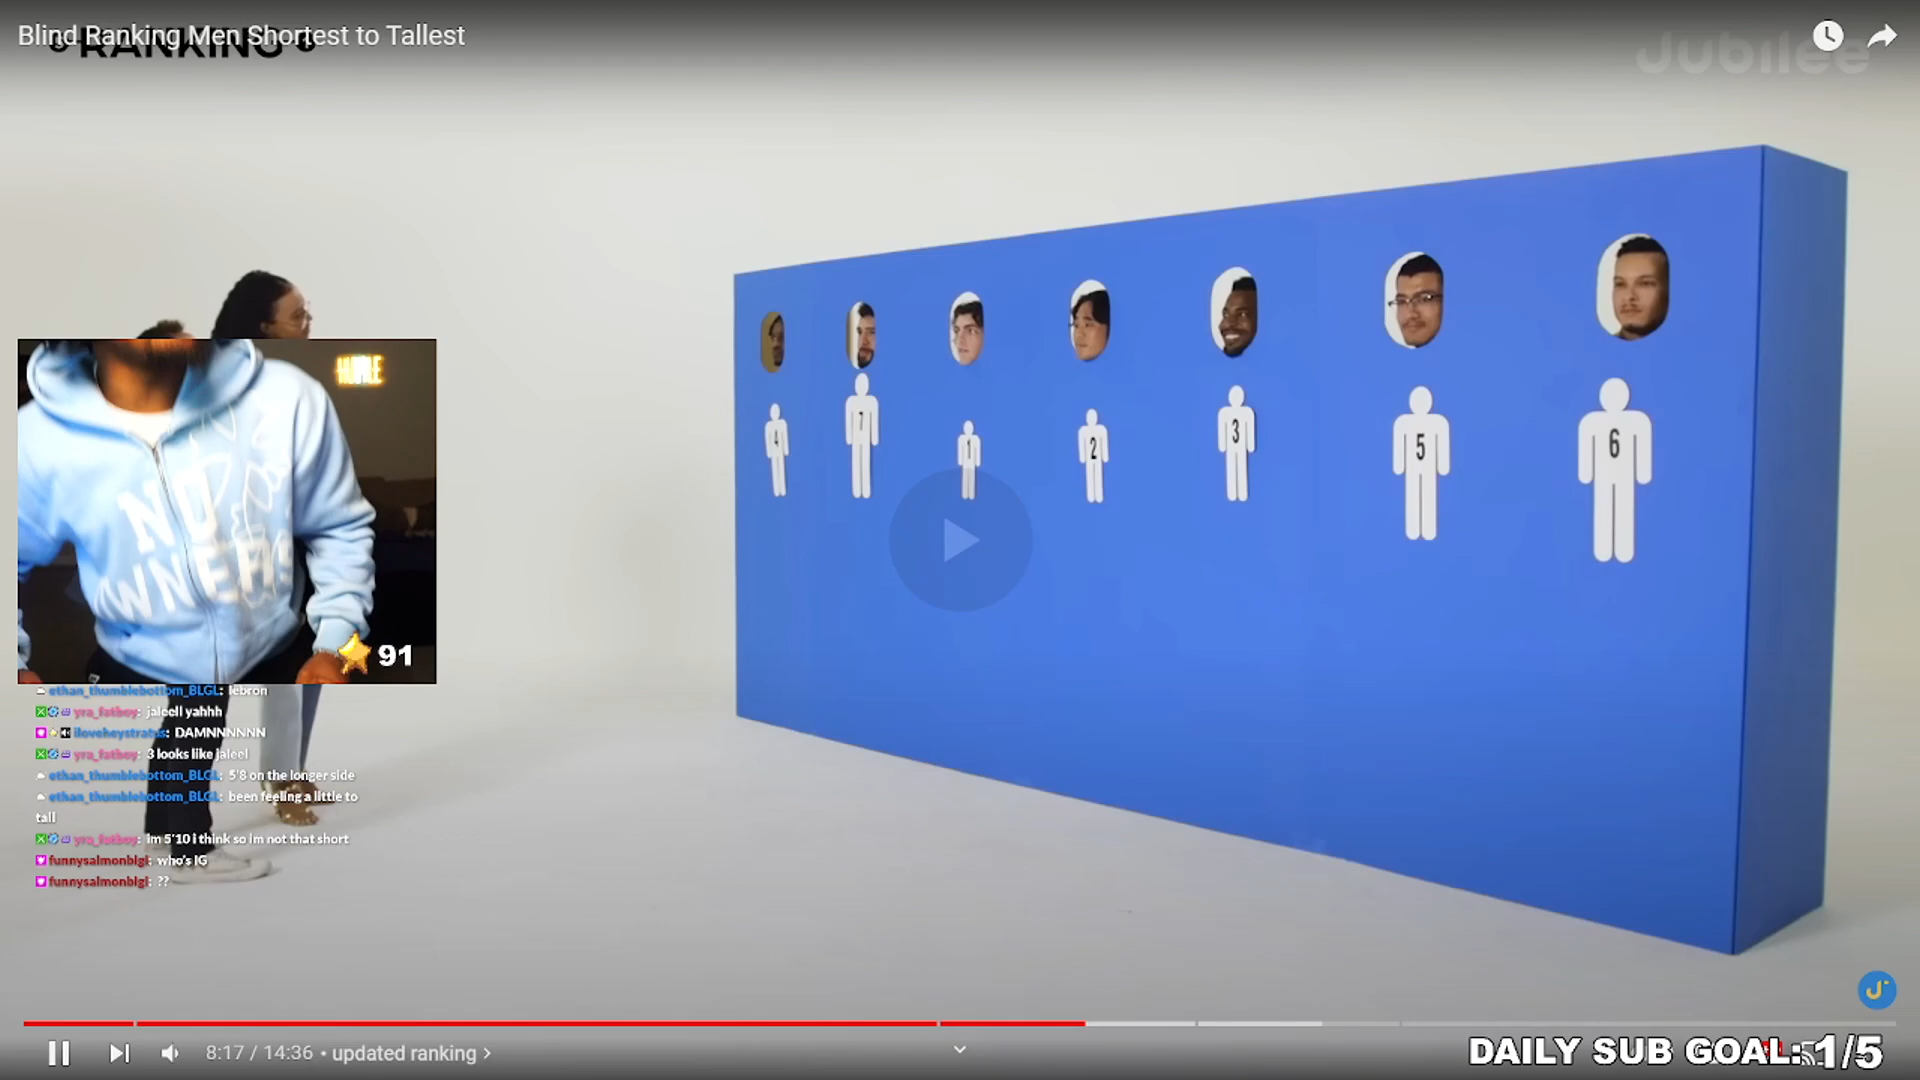 Blind Ranking Men Shortest to Tallest
RANKING
Jubilee
4 7 1 2 3 5 6
NO
OWNERS
91
ethan_thumblebottom_BLGL: lebron
yra_fatboy: jaleell yahhh
iloveheystratus: DAMNNNNNN
yra_fatboy: 3 looks like jaleel
ethan_thumblebottom_BLGL: 5'8 on the longer side
ethan_thumblebottom_BLGL: been feeling a little to
tall
yra_fatboy: im 5'10 i think so im not that short
funnysalmonblgl: who's IG
funnysalmonblgl: ??
8:17 / 14:36 • updated ranking >
DAILY SUB GOAL: 1/5